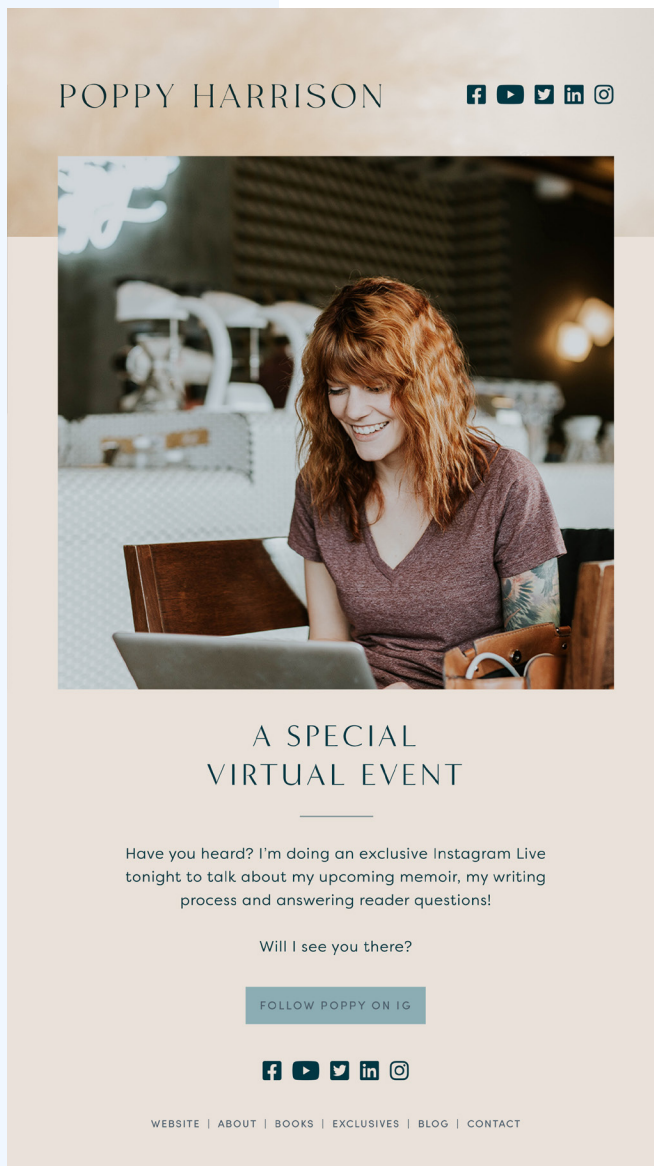 POPPY HARRISON
A SPECIAL
VIRTUAL EVENT
Have you heard? I'm doing an exclusive Instagram Live
tonight to talk about my upcoming memoir, my writing
process and answering reader questions!
Will I see you there?
FOLLOW POPPY ON IG
WEBSITE | ABOUT | BOOKS | EXCLUSIVES | BLOG | CONTACT